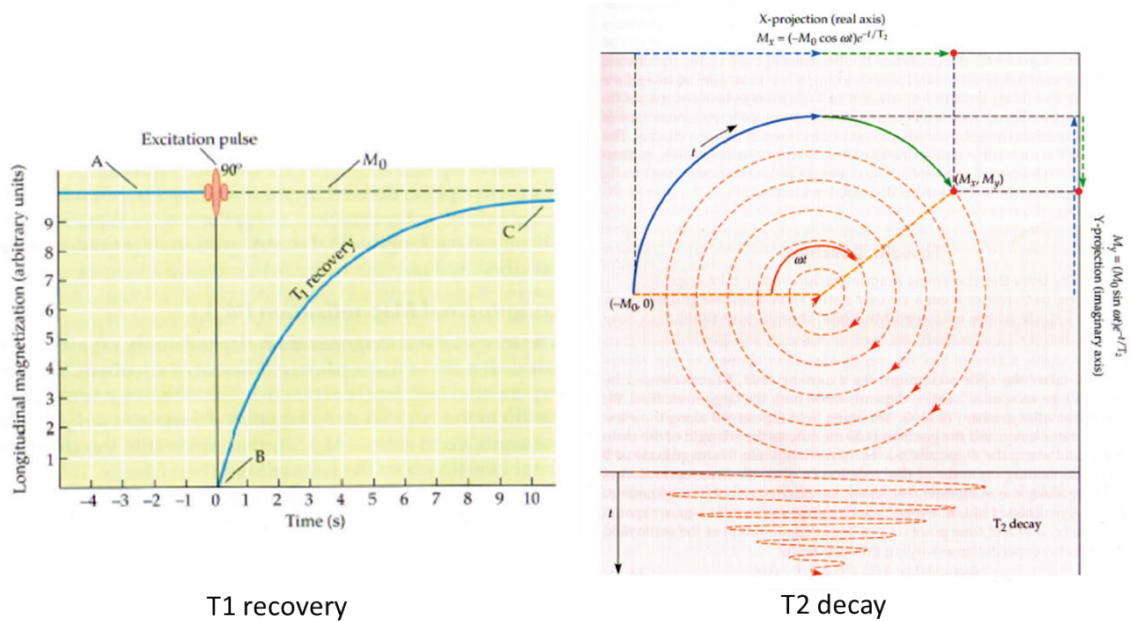 Excitation pulse
A
90°
M0
Longitudinal magnetization (arbitrary units)
9
8
7
6
5
4
3
2
1
T1 recovery
C
B
–4 –3 –2 –1 0 1 2 3 4 5 6 7 8 9 10
Time (s)
T1 recovery
X-projection (real axis)
Mx = (–M0 cos ωt)e–t/T2
t
(Mx, My)
ωt
(–M0, 0)
My = (M0 sin ωt)e–t/T2
Y-projection (imaginary axis)
t
T2 decay
T2 decay